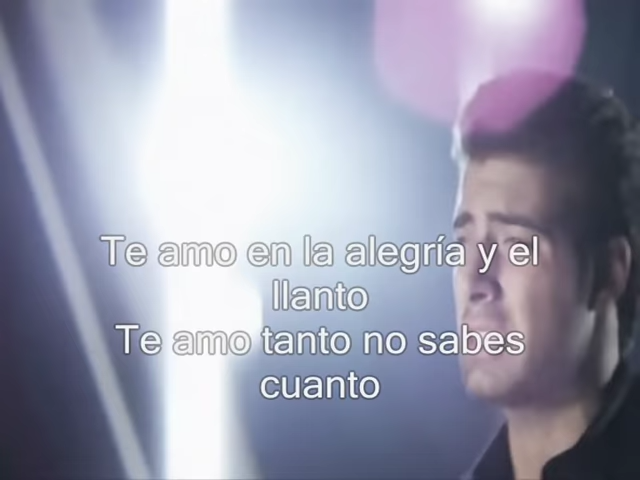 Te amo en la alegría y el
llanto
Te amo tanto no sabes
cuanto